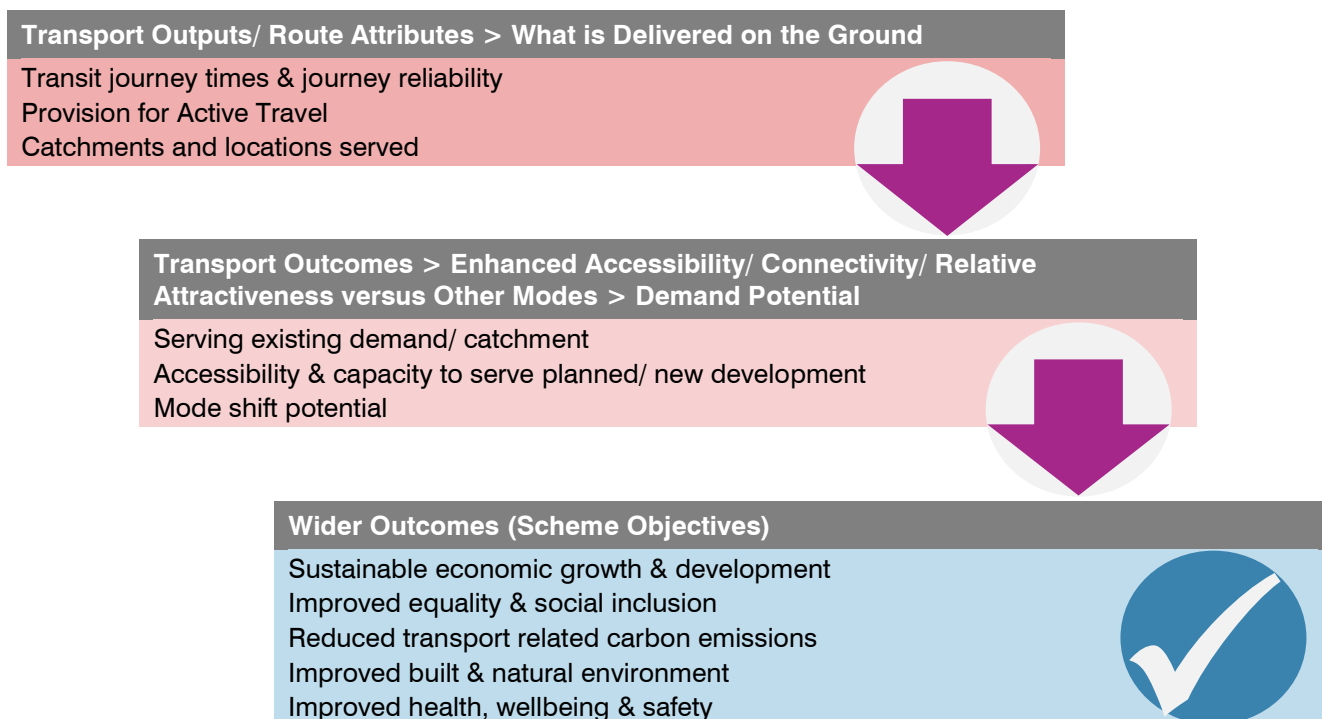 Transport Outputs/ Route Attributes > What is Delivered on the Ground
Transit journey times & journey reliability
Provision for Active Travel
Catchments and locations served
Transport Outcomes > Enhanced Accessibility/ Connectivity/ Relative
Attractiveness versus Other Modes > Demand Potential
Serving existing demand/ catchment
Accessibility & capacity to serve planned/ new development
Mode shift potential
Wider Outcomes (Scheme Objectives)
Sustainable economic growth & development
Improved equality & social inclusion
Reduced transport related carbon emissions
Improved built & natural environment
Improved health, wellbeing & safety